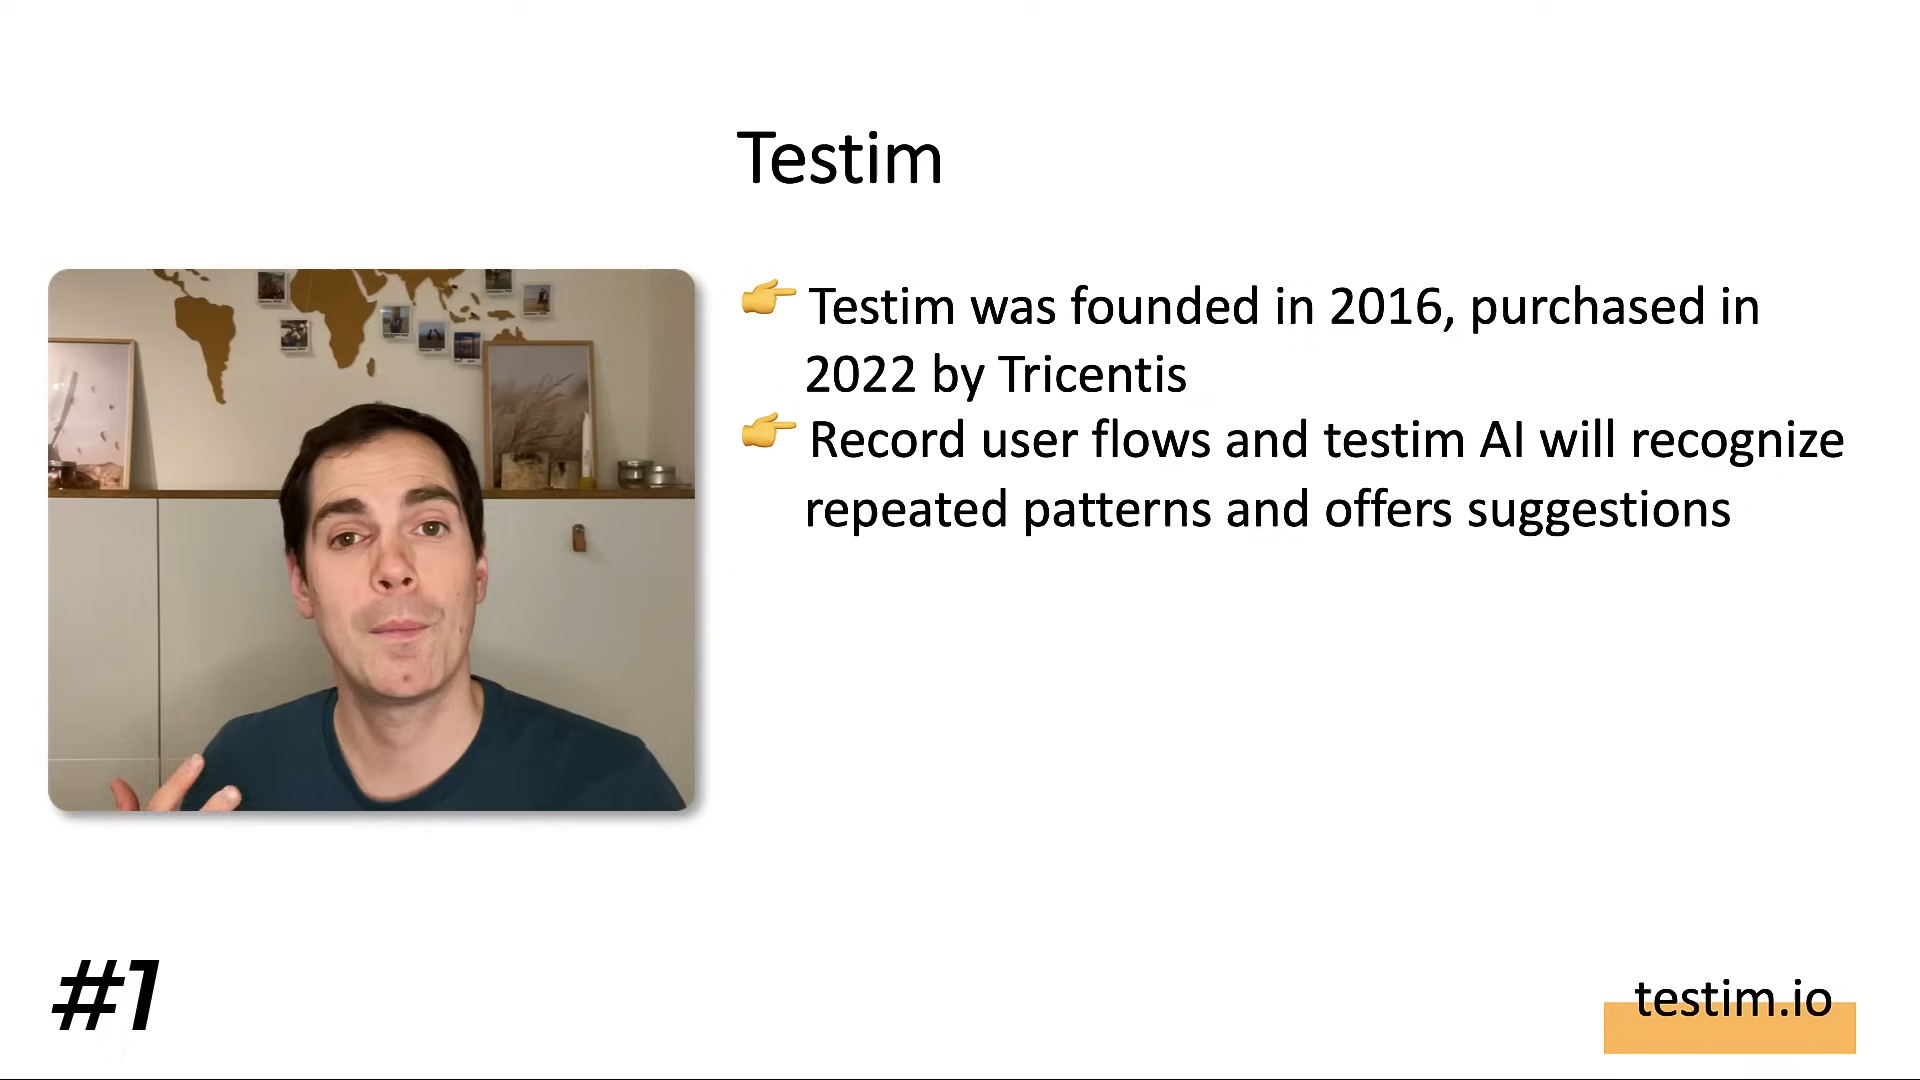 Testim
👉 Testim was founded in 2016, purchased in
2022 by Tricentis
👉 Record user flows and testim AI will recognize
repeated patterns and offers suggestions
#1
testim.io